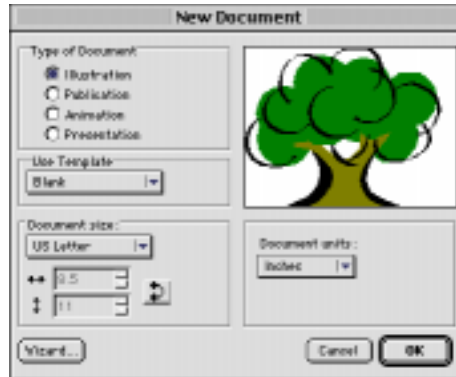 New Document
Type of Document
Illustration
Publication
Animation
Presentation
Use Template
Blank
Document size:
US Letter
8.5
11
Document units:
inches
Wizard...
Cancel
OK